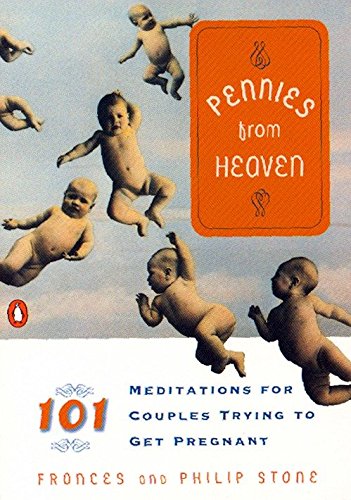 PENNIES
from
HEAVEN
101
MEDITATIONS FOR
COUPLES TRYING TO
GET PREGNANT
FRANCES AND PHILIP STONE